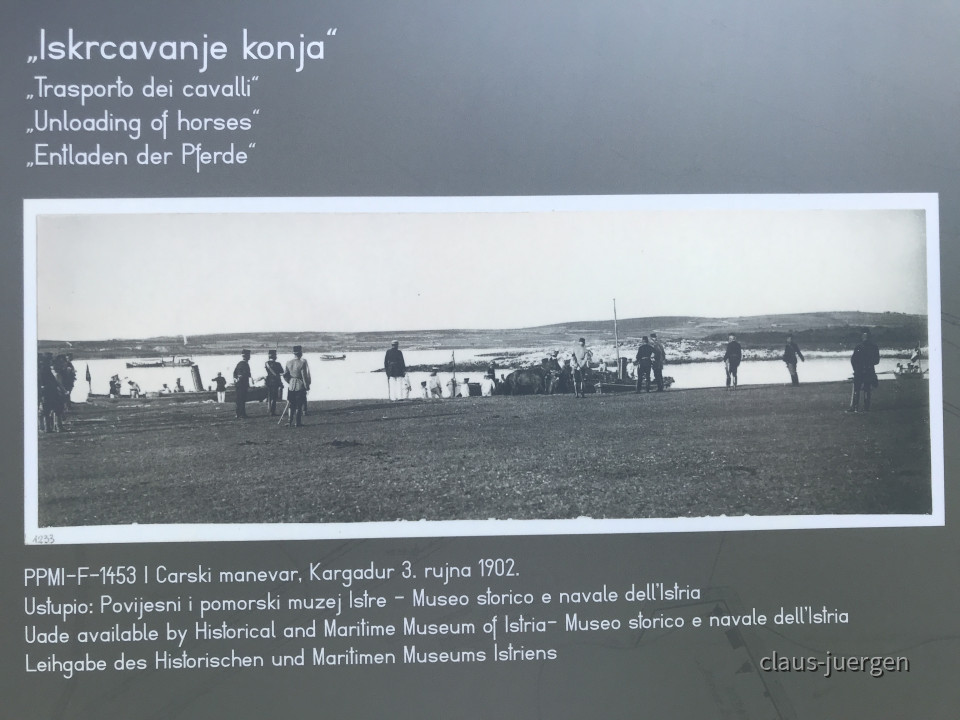 „Iskrcavanje konja“
„Trasporto dei cavalli“
„Unloading of horses“
„Entladen der Pferde“
1233
PPMI-F-1453 | Carski manevar, Kargadur 3. rujna 1902.
Ustupio: Povijesni i pomorski muzej Istre - Museo storico e navale dell'Istria
Uade available by Historical and Maritime Museum of Istria- Museo storico e navale dell'Istria
Leihgabe des Historischen und Maritimen Museums Istriens
claus-juergen